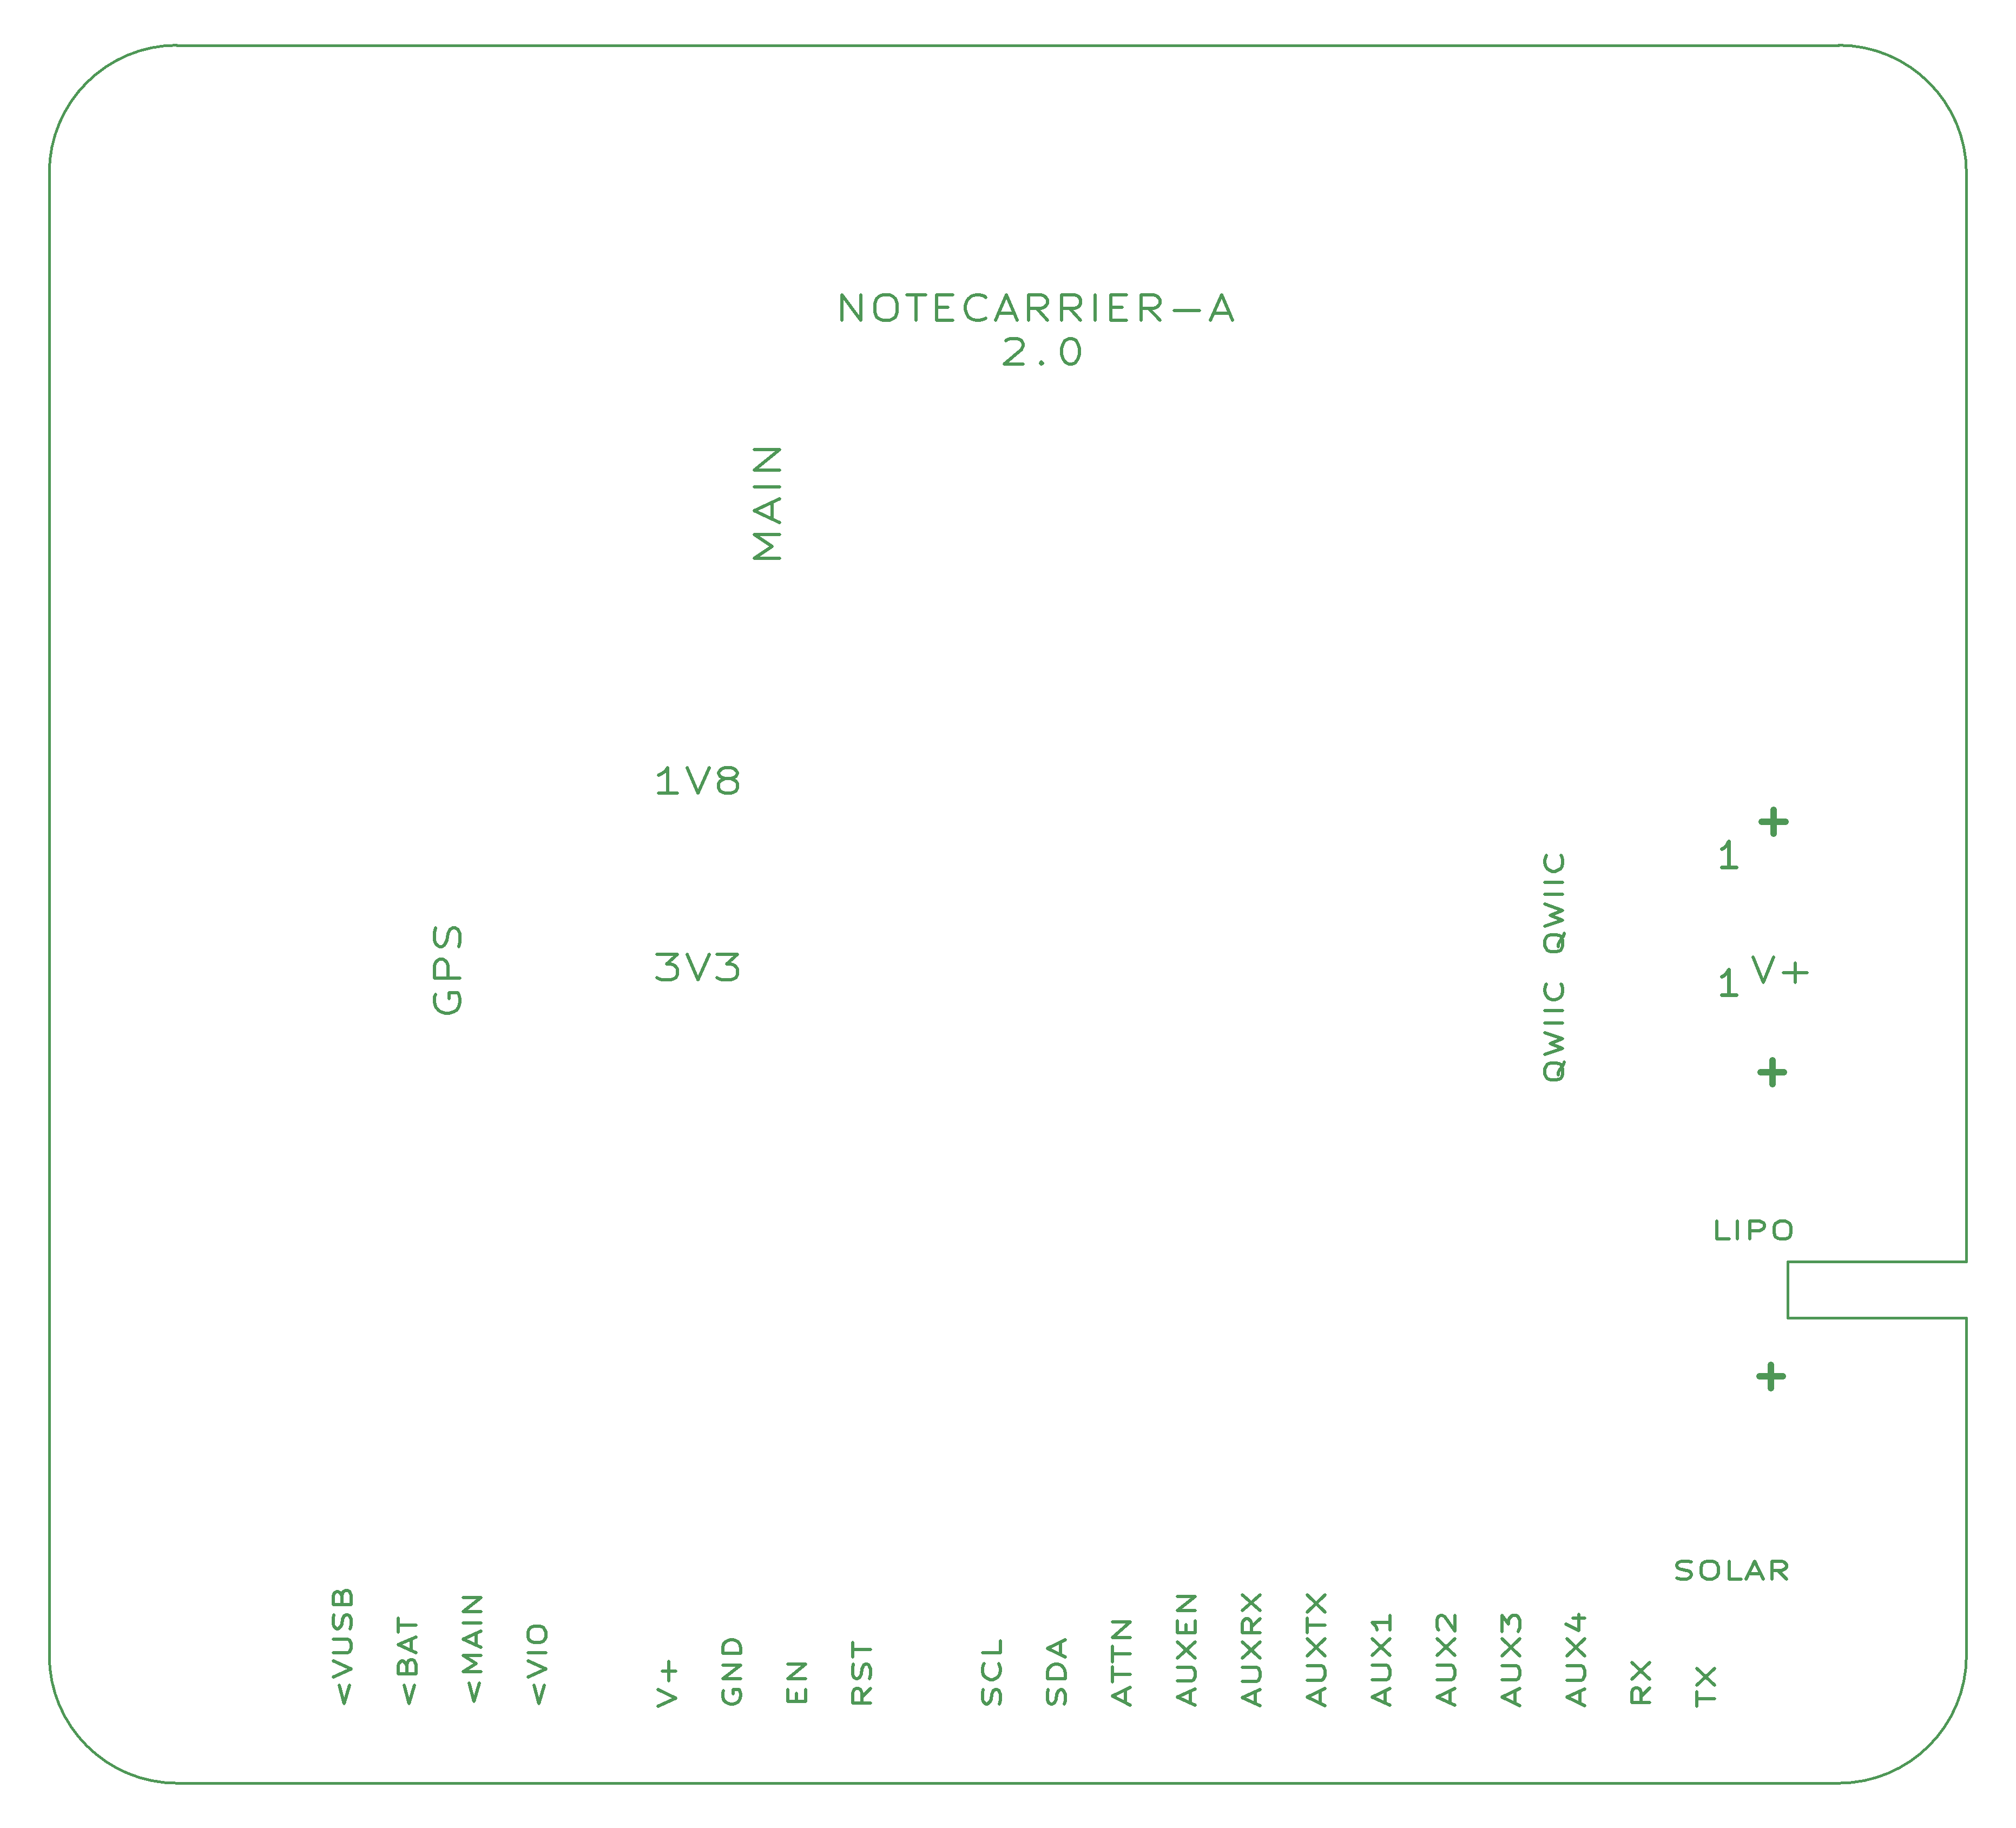 NOTECARRIER-A
2.0
MAIN
1V8
+
1
QWIIC
GPS
3V3
V+
1
QWIIC
+
LIPO
+
SOLAR
<VUSB
<BAT
<MAIN
<VIO
V+
GND
EN
RST
SCL
SDA
ATTN
AUXEN
AUXRX
AUXTX
AUX1
AUX2
AUX3
AUX4
RX
TX